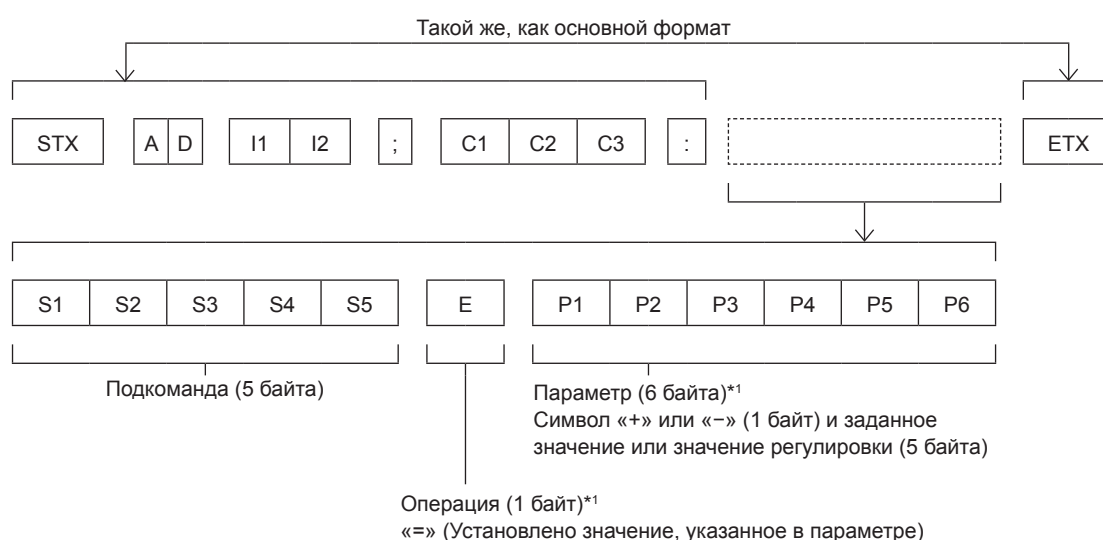 Такой же, как основной формат
STX A D I1 I2 ; C1 C2 C3 : ETX
S1 S2 S3 S4 S5 E P1 P2 P3 P4 P5 P6
Подкоманда (5 байта)
Параметр (6 байта)*1
Символ «+» или «−» (1 байт) и заданное
значение или значение регулировки (5 байта)
Операция (1 байт)*1
«=» (Установлено значение, указанное в параметре)